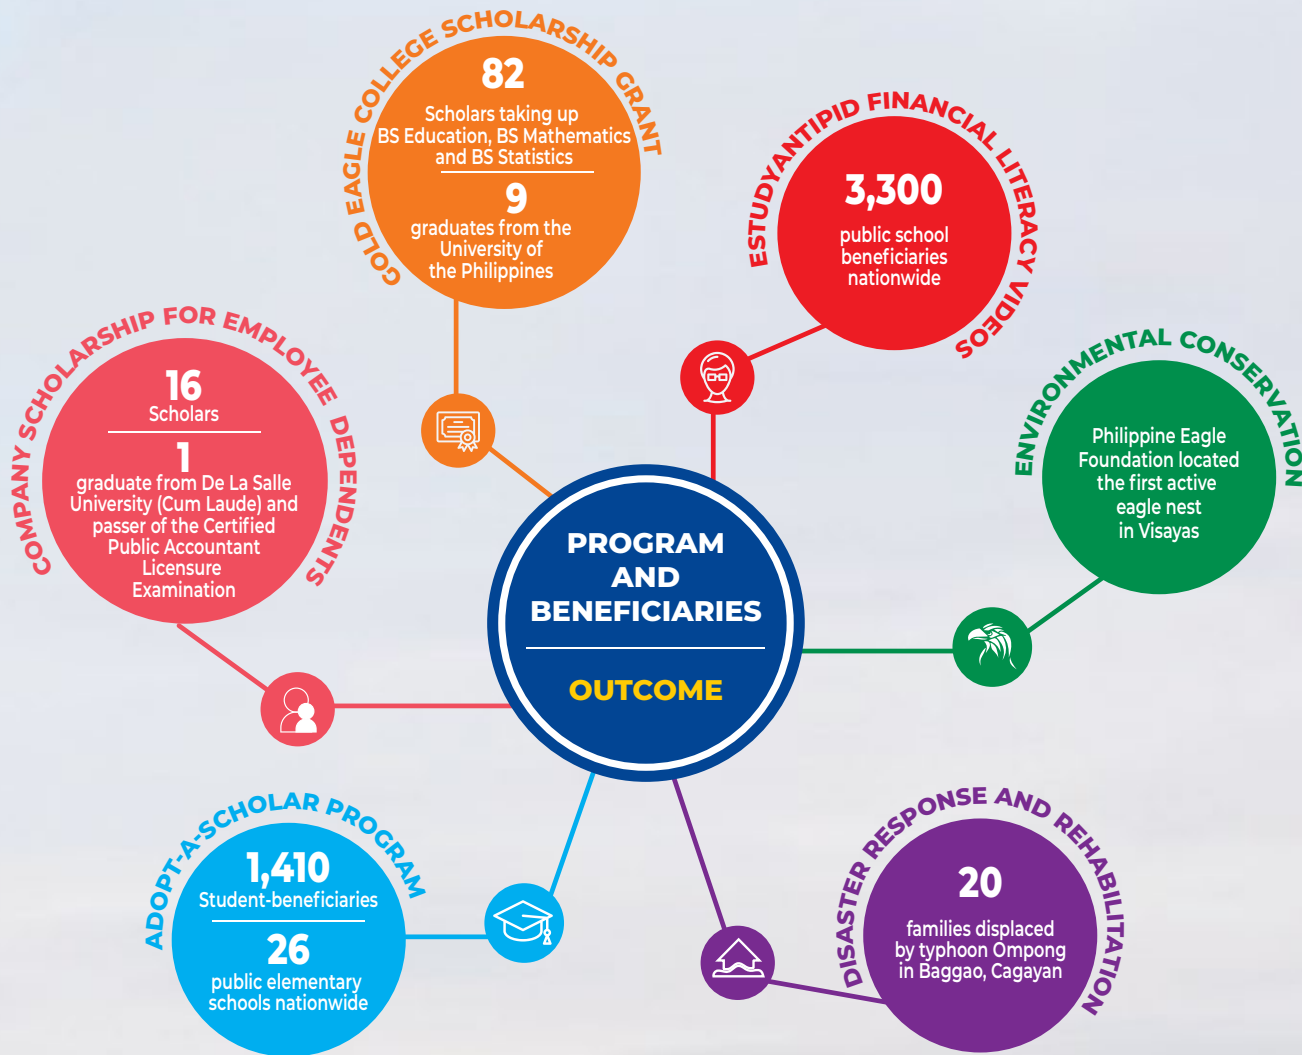 GOLD EAGLE COLLEGE SCHOLARSHIP GRANT
82
Scholars taking up
BS Education, BS Mathematics
and BS Statistics
9
graduates from the
University of
the Philippines
ESTUDYANTIPID FINANCIAL LITERACY VIDEOS
3,300
public school
beneficiaries
nationwide
COMPANY SCHOLARSHIP FOR EMPLOYEE DEPENDENTS
16
Scholars
1
graduate from De La Salle
University (Cum Laude) and
passer of the Certified
Public Accountant
Licensure
Examination
ENVIRONMENTAL CONSERVATION
Philippine Eagle
Foundation located
the first active
eagle nest
in Visayas
PROGRAM
AND
BENEFICIARIES
OUTCOME
ADOPT-A-SCHOLAR PROGRAM
1,410
Student-beneficiaries
26
public elementary
schools nationwide
DISASTER RESPONSE AND REHABILITATION
20
families displaced
by typhoon Ompong
in Baggao, Cagayan